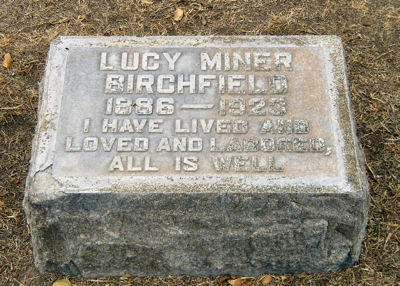 LUCY MINER
BIRCHFIELD
1886—1923
I HAVE LIVED AND
LOVED AND LABORED,
ALL IS WELL